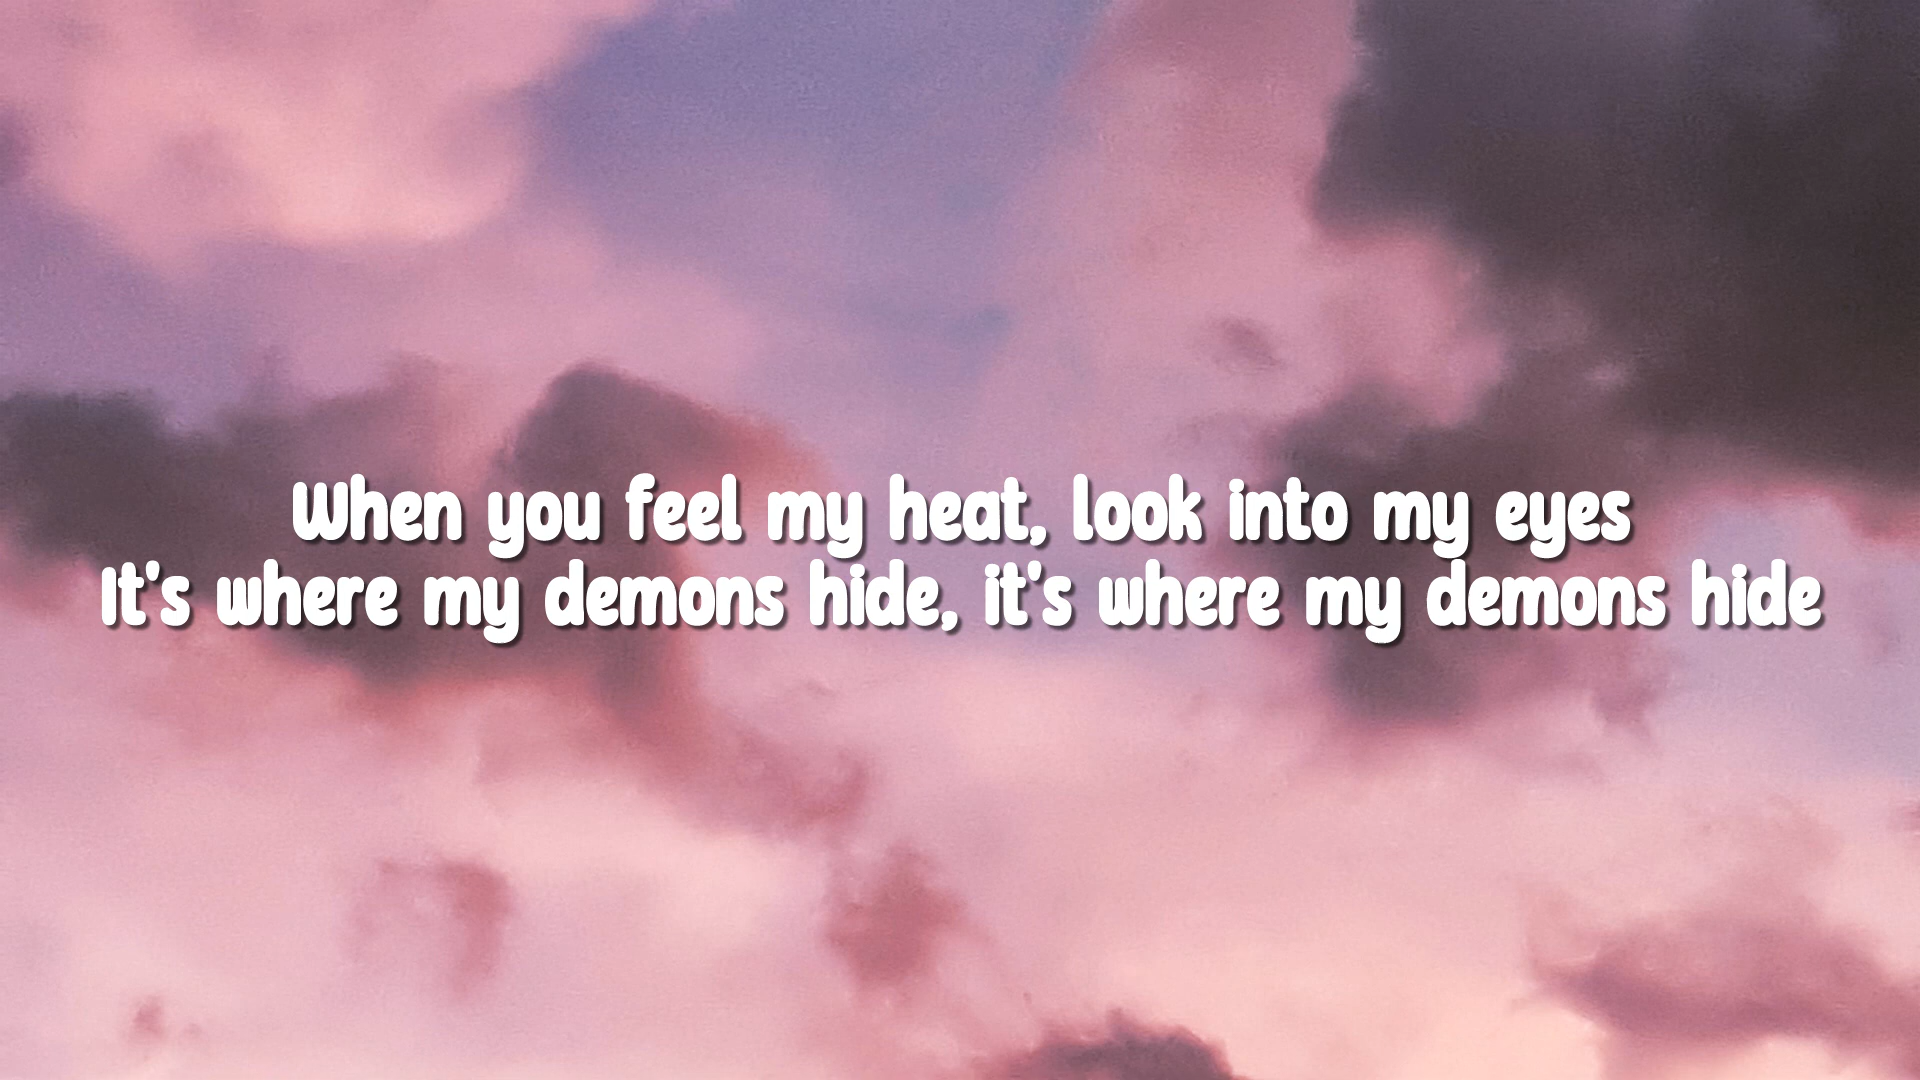 When you feel my heat, look into my eyes
It's where my demons hide, it's where my demons hide